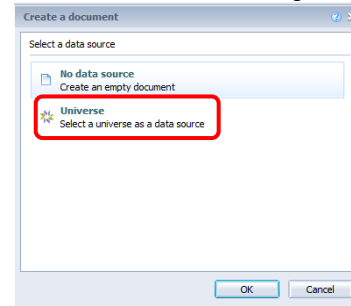 Create a document
Select a data source
No data source
Create an empty document
Universe
Select a universe as a data source
OK
Cancel